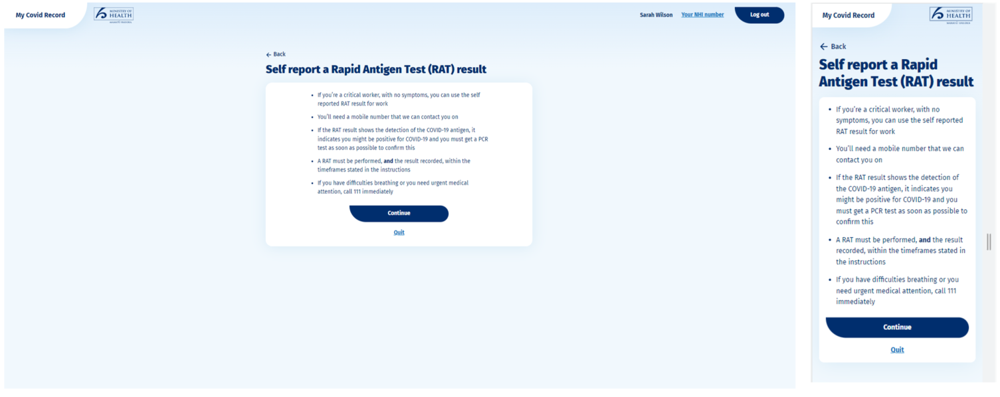 My Covid Record
MINISTRY OF
HEALTH
MANATŪ HAUORA
Sarah Wilson
Your NHI number
Log out
← Back
Self report a Rapid Antigen Test (RAT) result
• If you're a critical worker, with no symptoms, you can use the self
reported RAT result for work
• You'll need a mobile number that we can contact you on
• If the RAT result shows the detection of the COVID-19 antigen, it
indicates you might be positive for COVID-19 and you must get a PCR
test as soon as possible to confirm this
• A RAT must be performed, and the result recorded, within the
timeframes stated in the instructions
• If you have difficulties breathing or you need urgent medical
attention, call 111 immediately
Continue
Quit
My Covid Record
MINISTRY OF
HEALTH
MANATŪ HAUORA
← Back
Self report a Rapid
Antigen Test (RAT) result
• If you're a critical worker, with no
symptoms, you can use the self reported
RAT result for work
• You'll need a mobile number that we can
contact you on
• If the RAT result shows the detection of
the COVID-19 antigen, it indicates you
might be positive for COVID-19 and you
must get a PCR test as soon as possible to
confirm this
• A RAT must be performed, and the result
recorded, within the timeframes stated in
the instructions
• If you have difficulties breathing or you
need urgent medical attention, call 111
immediately
Continue
Quit